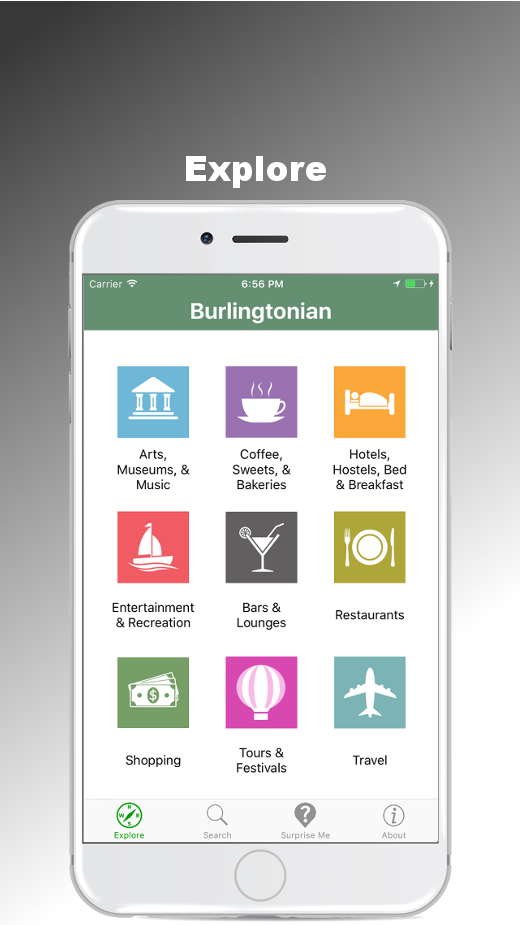 Explore
Carrier 6:56 PM
Burlingtonian
Arts,
Museums, &
Music
Coffee,
Sweets, &
Bakeries
Hotels,
Hostels, Bed
& Breakfast
Entertainment
& Recreation
Bars &
Lounges
Restaurants
$
Shopping
Tours &
Festivals
Travel
N
W E
S
Explore
Search
?
Surprise Me
i
About